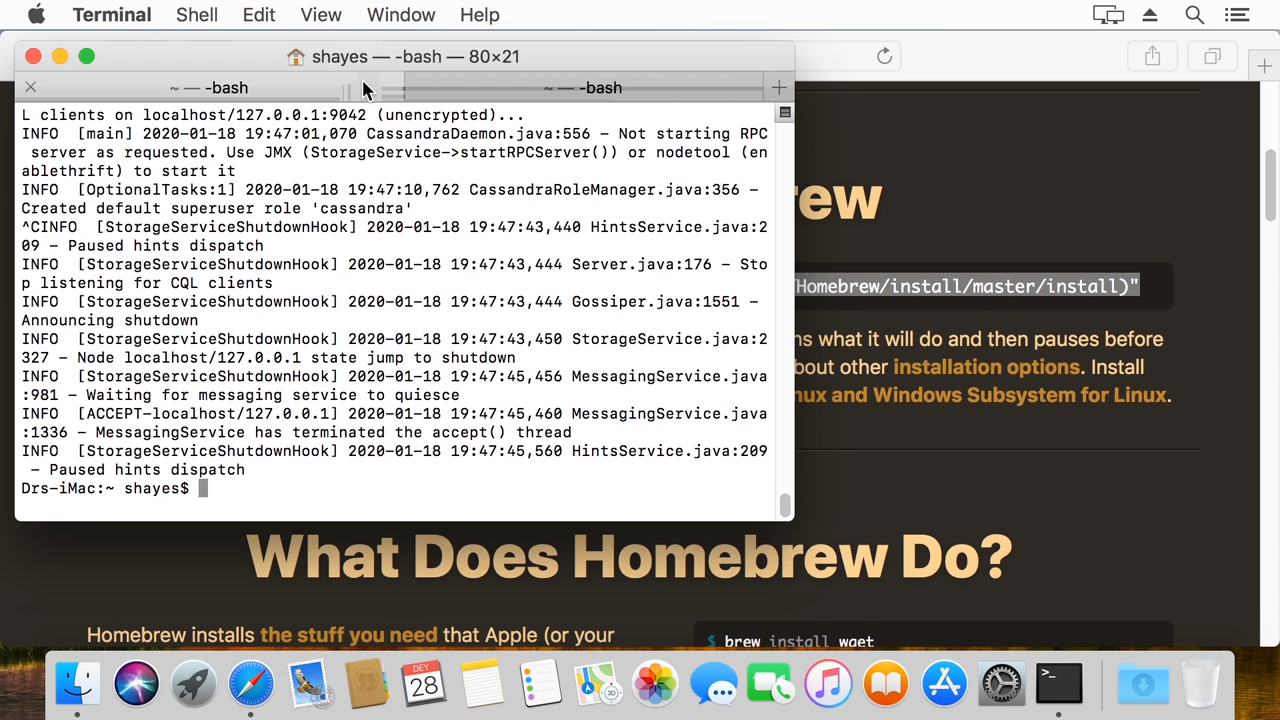 Terminal Shell Edit View Window Help
shayes — -bash — 80×21
~ — -bash
~ — -bash
L clients on localhost/127.0.0.1:9042 (unencrypted)...
INFO [main] 2020-01-18 19:47:01,070 CassandraDaemon.java:556 - Not starting RPC
server as requested. Use JMX (StorageService->startRPCServer()) or nodetool (en
ablethrift) to start it
INFO [OptionalTasks:1] 2020-01-18 19:47:10,762 CassandraRoleManager.java:356 -
Created default superuser role 'cassandra'
^CINFO [StorageServiceShutdownHook] 2020-01-18 19:47:43,440 HintsService.java:2
09 - Paused hints dispatch
INFO [StorageServiceShutdownHook] 2020-01-18 19:47:43,444 Server.java:176 - Sto
p listening for CQL clients
INFO [StorageServiceShutdownHook] 2020-01-18 19:47:43,444 Gossiper.java:1551 -
Announcing shutdown
INFO [StorageServiceShutdownHook] 2020-01-18 19:47:43,450 StorageService.java:2
327 - Node localhost/127.0.0.1 state jump to shutdown
INFO [StorageServiceShutdownHook] 2020-01-18 19:47:45,456 MessagingService.java
:981 - Waiting for messaging service to quiesce
INFO [ACCEPT-localhost/127.0.0.1] 2020-01-18 19:47:45,460 MessagingService.java
:1336 - MessagingService has terminated the accept() thread
INFO [StorageServiceShutdownHook] 2020-01-18 19:47:45,560 HintsService.java:209
- Paused hints dispatch
Drs-iMac:~ shayes$
ew
/Homebrew/install/master/install)"
ns what it will do and then pauses before
bout other installation options. Install
nux and Windows Subsystem for Linux.
What Does Homebrew Do?
Homebrew installs the stuff you need that Apple (or your
$ brew install wget
DEY
28